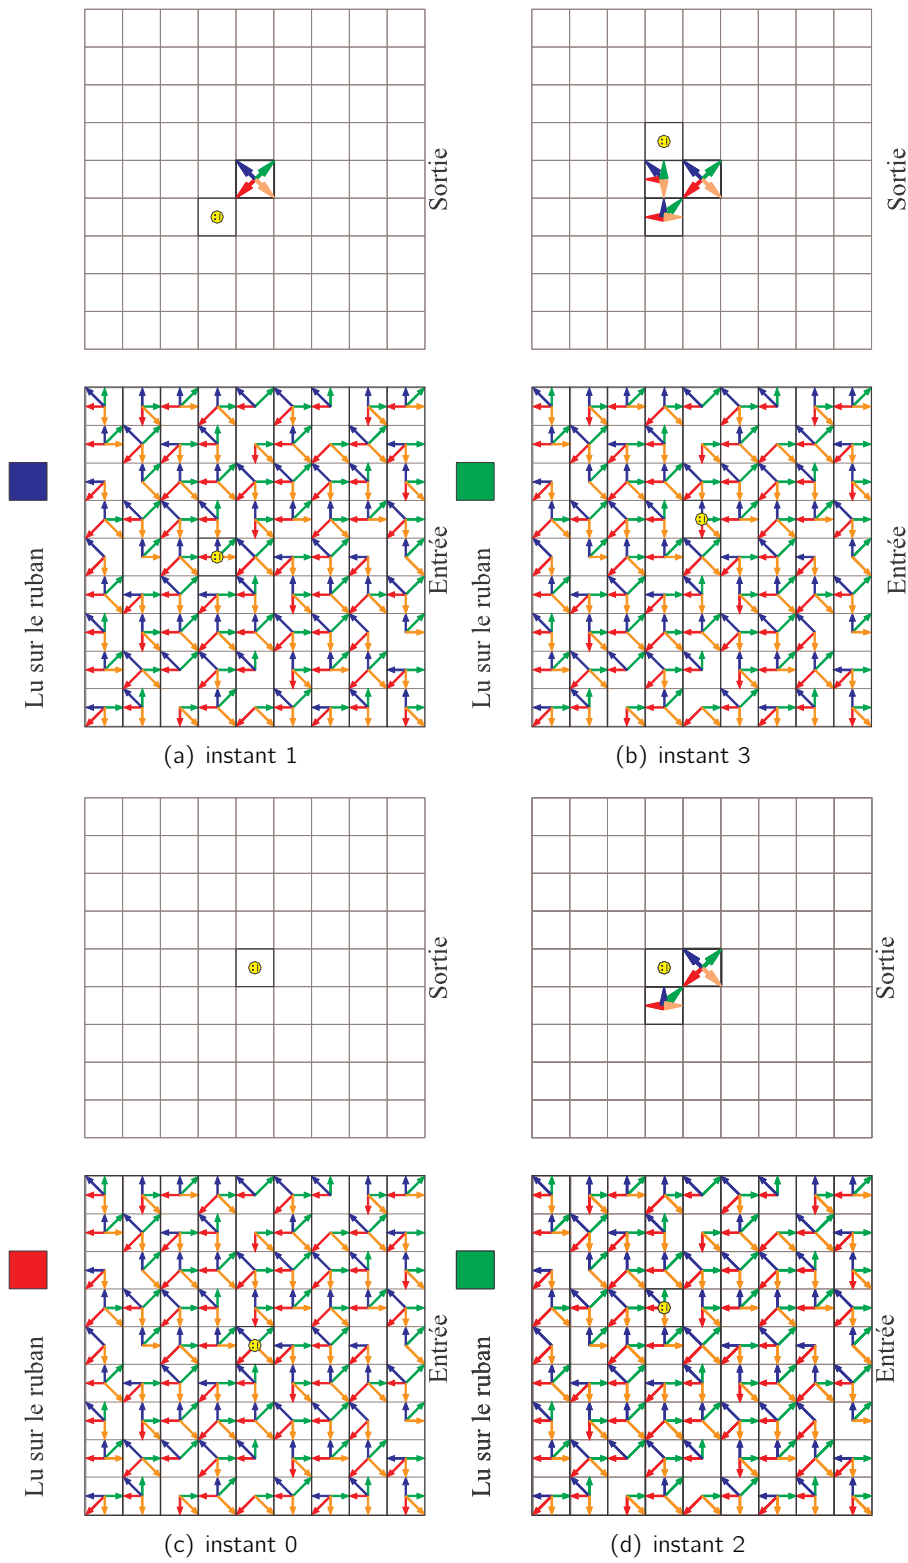 Sortie
Sortie
Lu sur le ruban
Entrée
Lu sur le ruban
Entrée
(a) instant 1
(b) instant 3
Sortie
Sortie
Lu sur le ruban
Entrée
Lu sur le ruban
Entrée
(c) instant 0
(d) instant 2